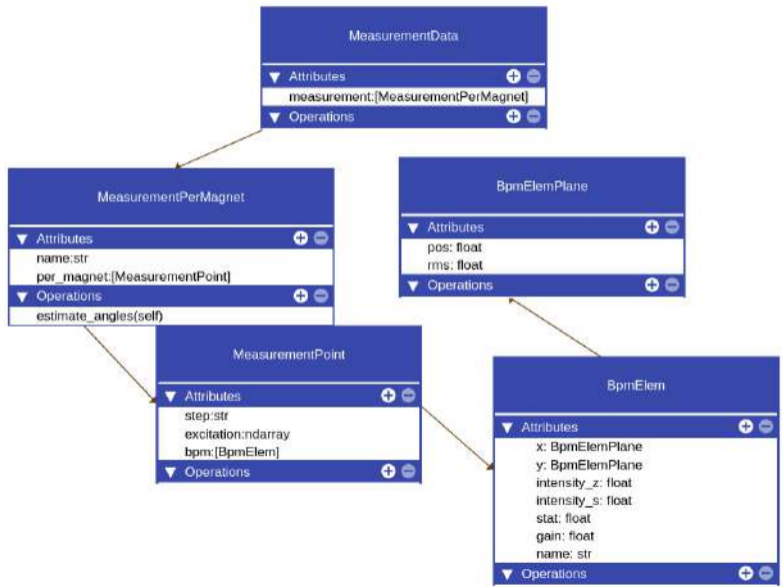 MeasurementData
Attributes
measurement:[MeasurementPerMagnet]
Operations
MeasurementPerMagnet
Attributes
name:str
per_magnet:[MeasurementPoint]
Operations
estimate_angles(self)
BpmElemPlane
Attributes
pos: float
rms: float
Operations
MeasurementPoint
Attributes
step:str
excitation:ndarray
bpm:[BpmElem]
Operations
BpmElem
Attributes
x: BpmElemPlane
y: BpmElemPlane
intensity_z: float
intensity_s: float
stat: float
gain: float
name: str
Operations